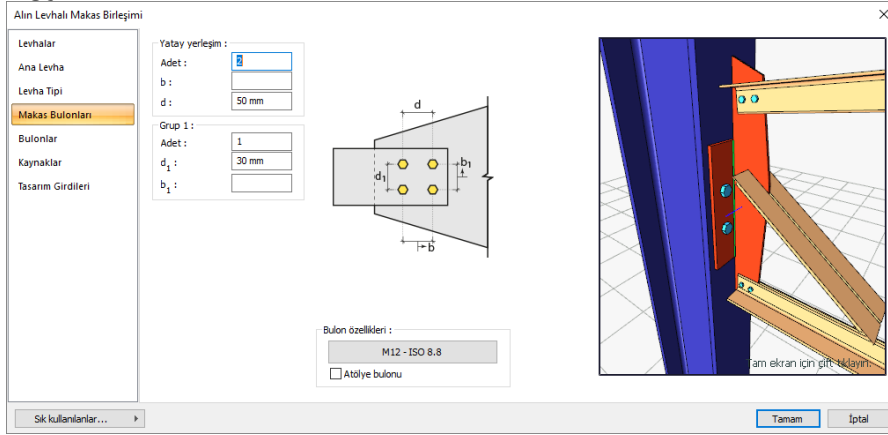 Alın Levhalı Makas Birleşimi
Levhalar
Ana Levha
Levha Tipi
Makas Bulonları
Bulonlar
Kaynaklar
Tasarım Girdileri
Yatay yerleşim :
Adet : 2
b :
d : 50 mm
Grup 1 :
Adet : 1
d1 : 30 mm
b1 :
d
d1
b1
b
Bulon özellikleri :
M12 - ISO 8.8
Atölye bulonu
Tam ekran için çift tıklayın.
Sık kullanılanlar...
Tamam
İptal